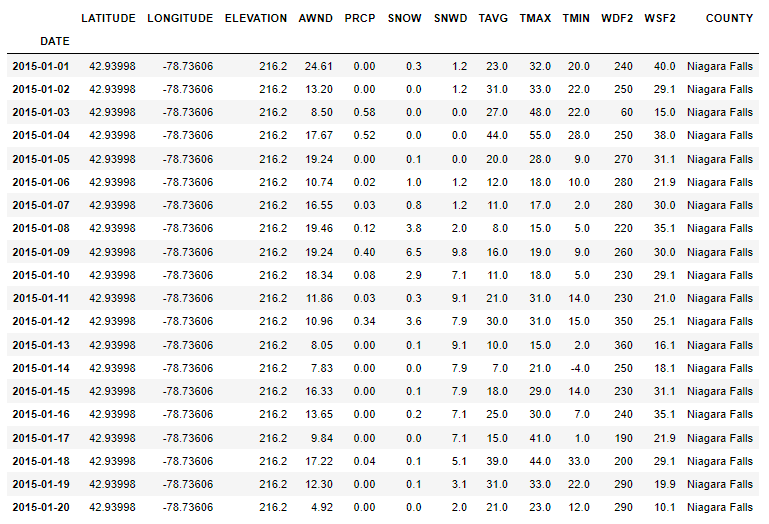 LATITUDE LONGITUDE ELEVATION AWND PRCP SNOW SNWD TAVG TMAX TMIN WDF2 WSF2 COUNTY
DATE
2015-01-01 42.93998 -78.73606 216.2 24.61 0.00 0.3 1.2 23.0 32.0 20.0 240 40.0 Niagara Falls
2015-01-02 42.93998 -78.73606 216.2 13.20 0.00 0.0 1.2 31.0 33.0 22.0 250 29.1 Niagara Falls
2015-01-03 42.93998 -78.73606 216.2 8.50 0.58 0.0 0.0 27.0 48.0 22.0 60 15.0 Niagara Falls
2015-01-04 42.93998 -78.73606 216.2 17.67 0.52 0.0 0.0 44.0 55.0 28.0 250 38.0 Niagara Falls
2015-01-05 42.93998 -78.73606 216.2 19.24 0.00 0.1 0.0 20.0 28.0 9.0 270 31.1 Niagara Falls
2015-01-06 42.93998 -78.73606 216.2 10.74 0.02 1.0 1.2 12.0 18.0 10.0 280 21.9 Niagara Falls
2015-01-07 42.93998 -78.73606 216.2 16.55 0.03 0.8 1.2 11.0 17.0 2.0 280 30.0 Niagara Falls
2015-01-08 42.93998 -78.73606 216.2 19.46 0.12 3.8 2.0 8.0 15.0 5.0 220 35.1 Niagara Falls
2015-01-09 42.93998 -78.73606 216.2 19.24 0.40 6.5 9.8 16.0 19.0 9.0 260 30.0 Niagara Falls
2015-01-10 42.93998 -78.73606 216.2 18.34 0.08 2.9 7.1 11.0 18.0 5.0 230 29.1 Niagara Falls
2015-01-11 42.93998 -78.73606 216.2 11.86 0.03 0.3 9.1 21.0 31.0 14.0 230 21.0 Niagara Falls
2015-01-12 42.93998 -78.73606 216.2 10.96 0.34 3.6 7.9 30.0 31.0 15.0 350 25.1 Niagara Falls
2015-01-13 42.93998 -78.73606 216.2 8.05 0.00 0.1 9.1 10.0 15.0 2.0 360 16.1 Niagara Falls
2015-01-14 42.93998 -78.73606 216.2 7.83 0.00 0.0 7.9 7.0 21.0 -4.0 250 18.1 Niagara Falls
2015-01-15 42.93998 -78.73606 216.2 16.33 0.00 0.1 7.9 18.0 29.0 14.0 230 31.1 Niagara Falls
2015-01-16 42.93998 -78.73606 216.2 13.65 0.00 0.2 7.1 25.0 30.0 7.0 240 35.1 Niagara Falls
2015-01-17 42.93998 -78.73606 216.2 9.84 0.00 0.0 7.1 15.0 41.0 1.0 190 21.9 Niagara Falls
2015-01-18 42.93998 -78.73606 216.2 17.22 0.04 0.1 5.1 39.0 44.0 33.0 200 29.1 Niagara Falls
2015-01-19 42.93998 -78.73606 216.2 12.30 0.00 0.1 3.1 31.0 33.0 22.0 290 19.9 Niagara Falls
2015-01-20 42.93998 -78.73606 216.2 4.92 0.00 0.0 2.0 21.0 23.0 12.0 290 10.1 Niagara Falls